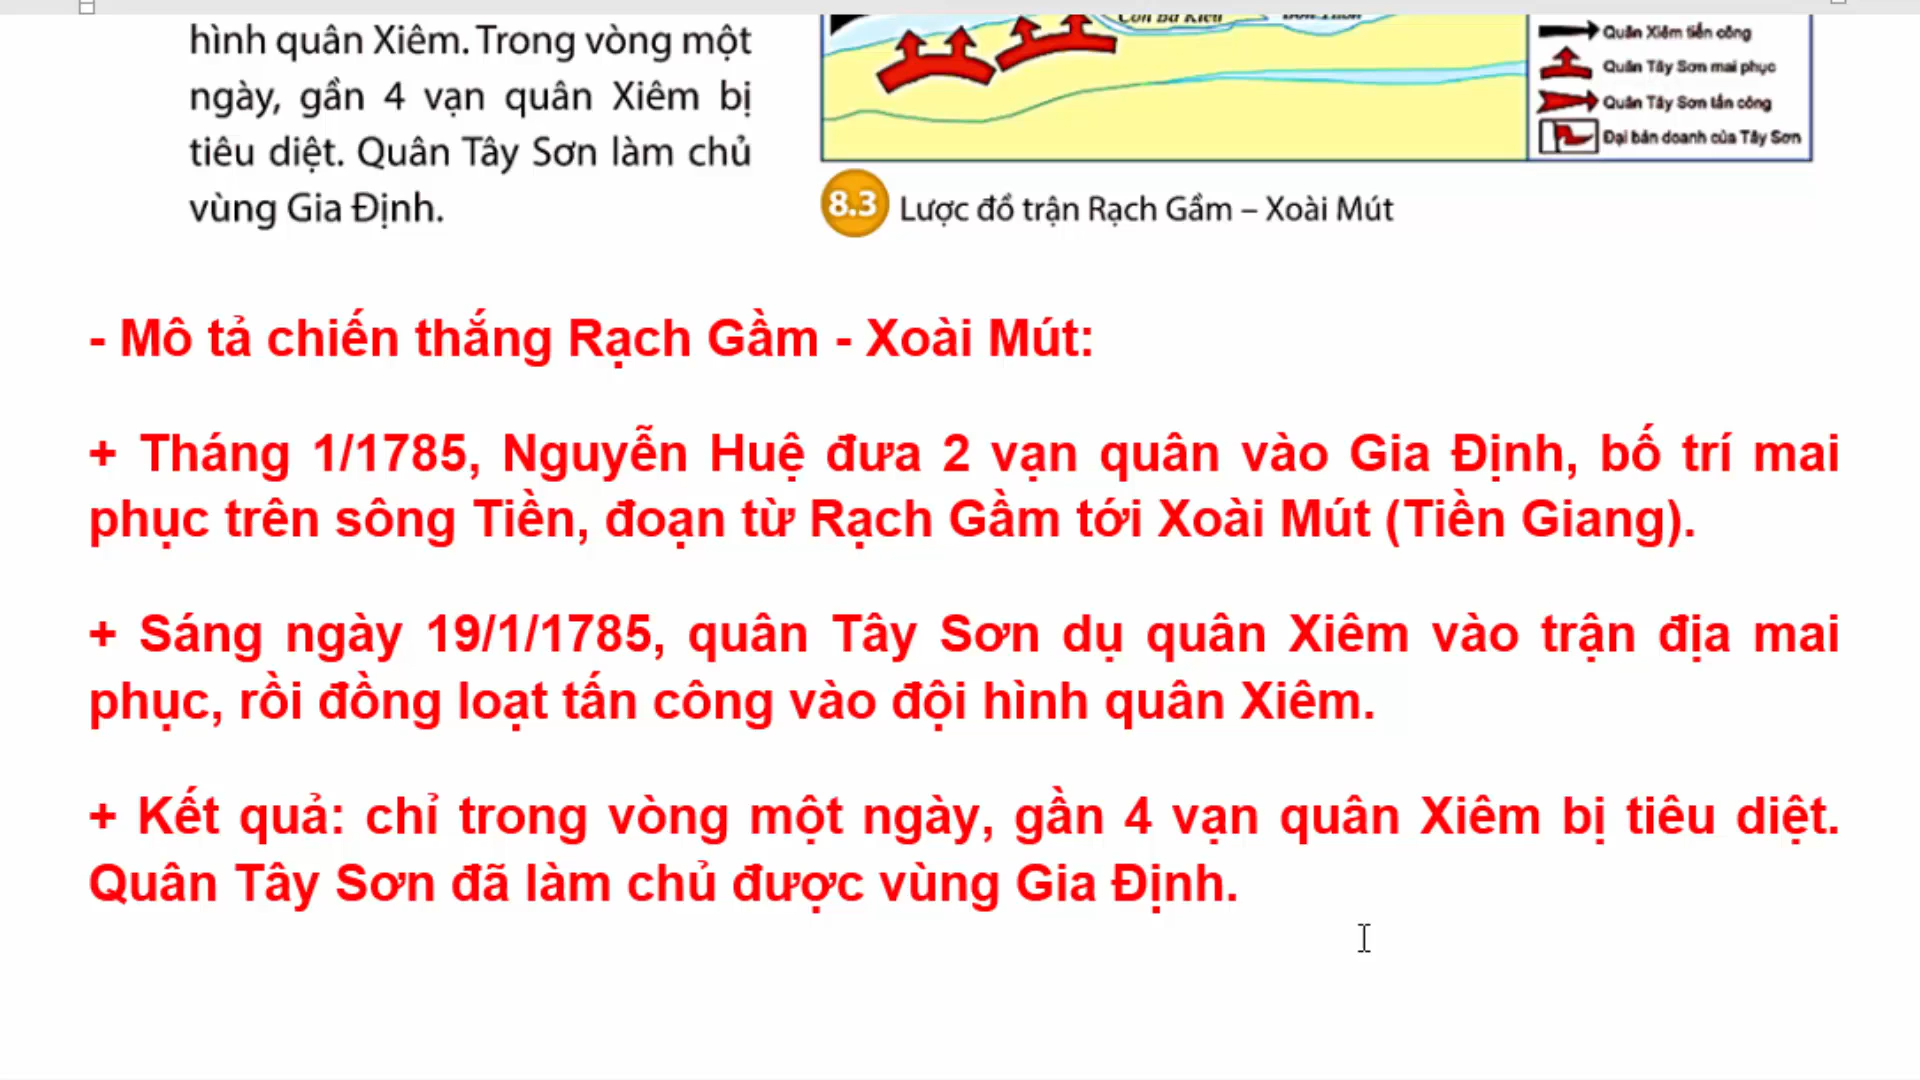 hình quân Xiêm. Trong vòng một
ngày, gần 4 vạn quân Xiêm bị
tiêu diệt. Quân Tây Sơn làm chủ
vùng Gia Định.
Quân Xiêm tiến công
Quân Tây Sơn mai phục
Quân Tây Sơn tấn công
Đại bản doanh của Tây Sơn
8.3 Lược đồ trận Rạch Gầm – Xoài Mút
- Mô tả chiến thắng Rạch Gầm - Xoài Mút:
+ Tháng 1/1785, Nguyễn Huệ đưa 2 vạn quân vào Gia Định, bố trí mai
phục trên sông Tiền, đoạn từ Rạch Gầm tới Xoài Mút (Tiền Giang).
+ Sáng ngày 19/1/1785, quân Tây Sơn dụ quân Xiêm vào trận địa mai
phục, rồi đồng loạt tấn công vào đội hình quân Xiêm.
+ Kết quả: chỉ trong vòng một ngày, gần 4 vạn quân Xiêm bị tiêu diệt.
Quân Tây Sơn đã làm chủ được vùng Gia Định.